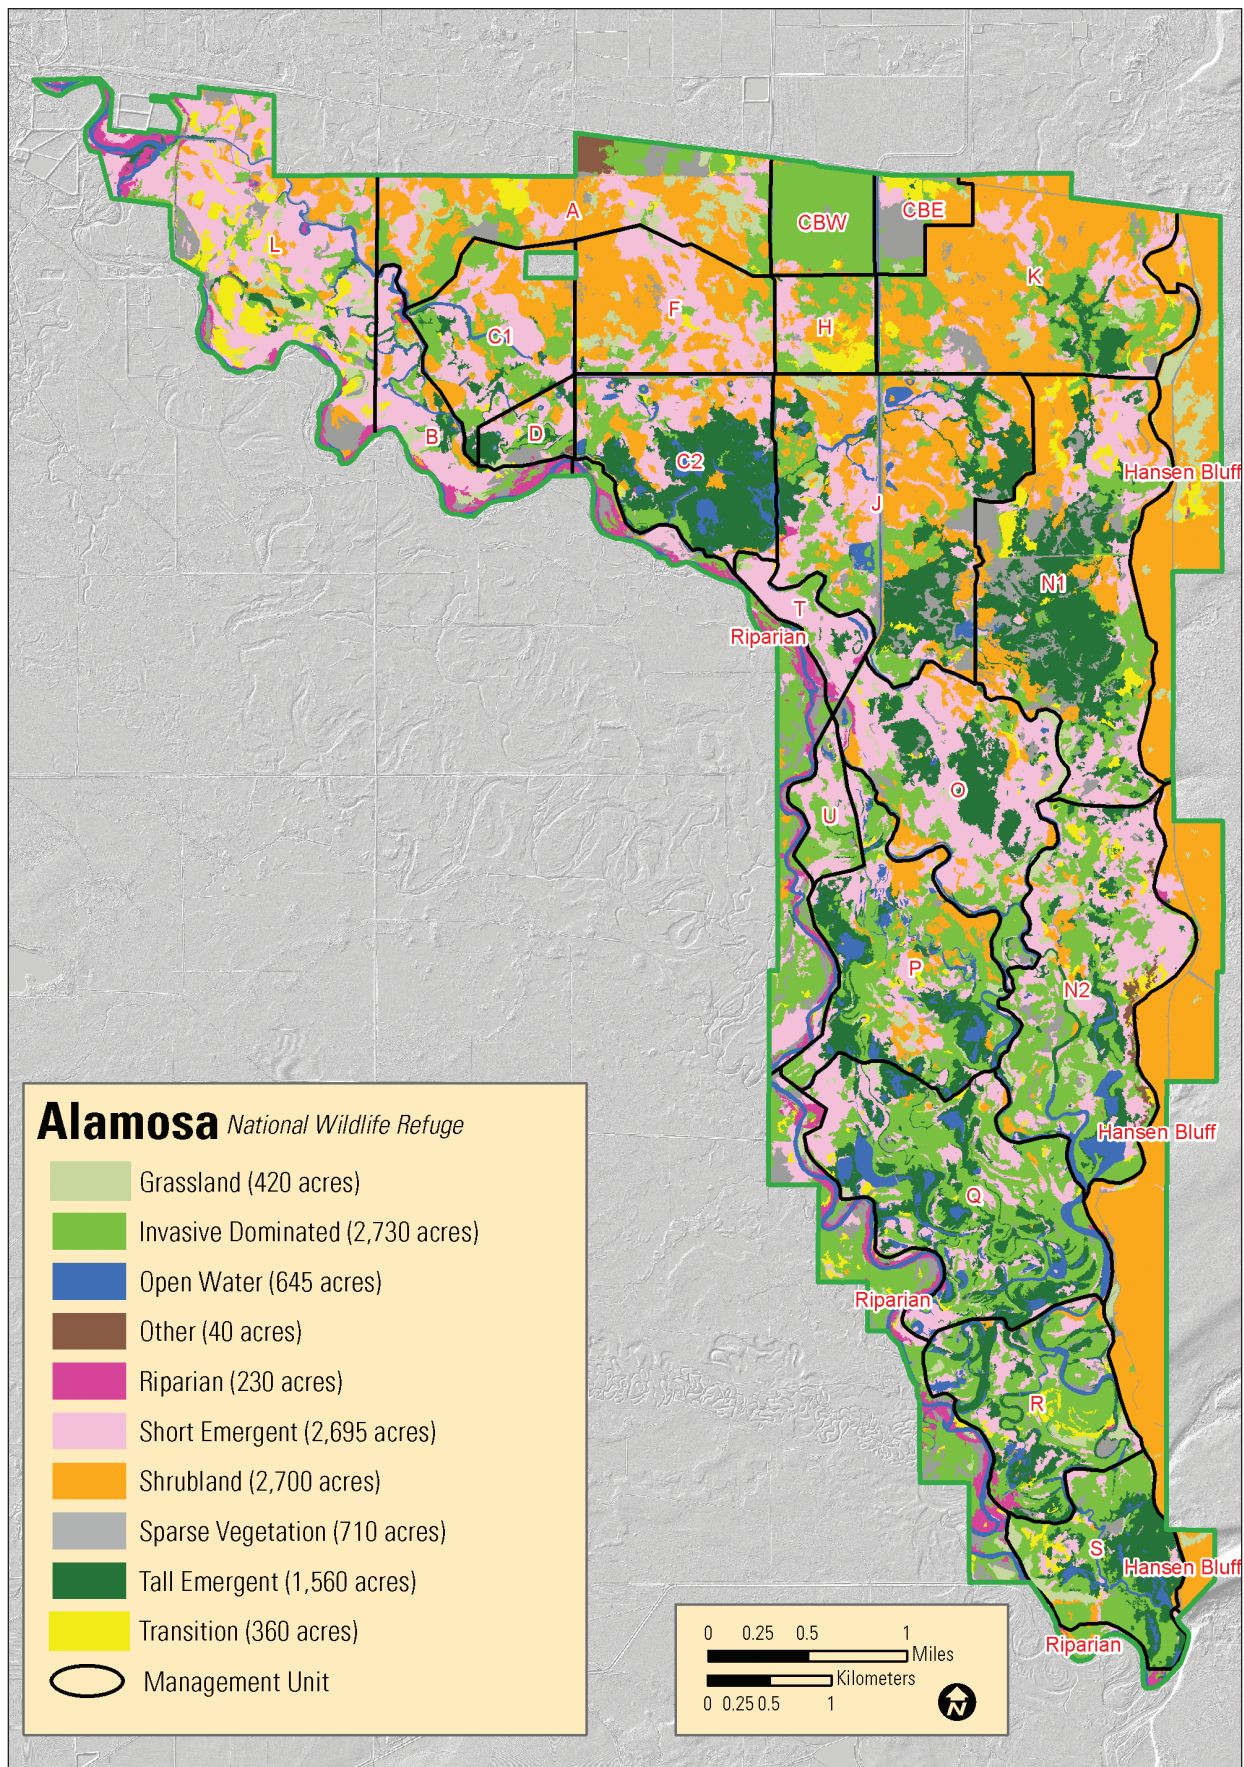 A
CBW
CBE
L
K
F
H
C1
B
D
C2
Hansen Bluff
J
N1
T
Riparian
O
U
P
N2
Alamosa National Wildlife Refuge
Grassland (420 acres)
Invasive Dominated (2,730 acres)
Open Water (645 acres)
Other (40 acres)
Riparian (230 acres)
Short Emergent (2,695 acres)
Shrubland (2,700 acres)
Sparse Vegetation (710 acres)
Tall Emergent (1,560 acres)
Transition (360 acres)
Management Unit
Hansen Bluff
Q
Riparian
R
S
Hansen Bluff
Riparian
0 0.25 0.5 1
Miles
Kilometers
0 0.25 0.5 1
N